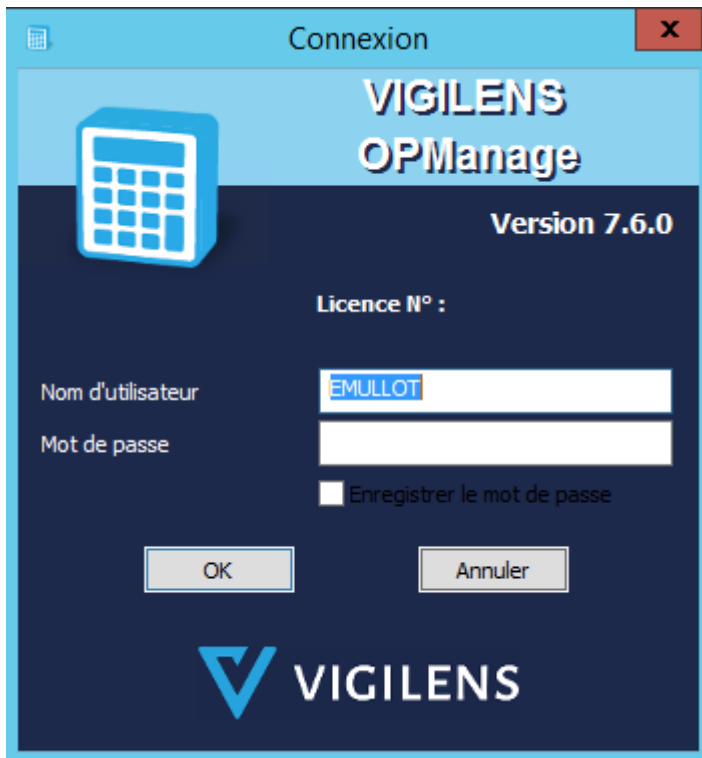 Connexion
x
VIGILENS
OPManage
Version 7.6.0
Licence N° :
Nom d'utilisateur
EMULLOT
Mot de passe
Enregistrer le mot de passe
OK
Annuler
VIGILENS